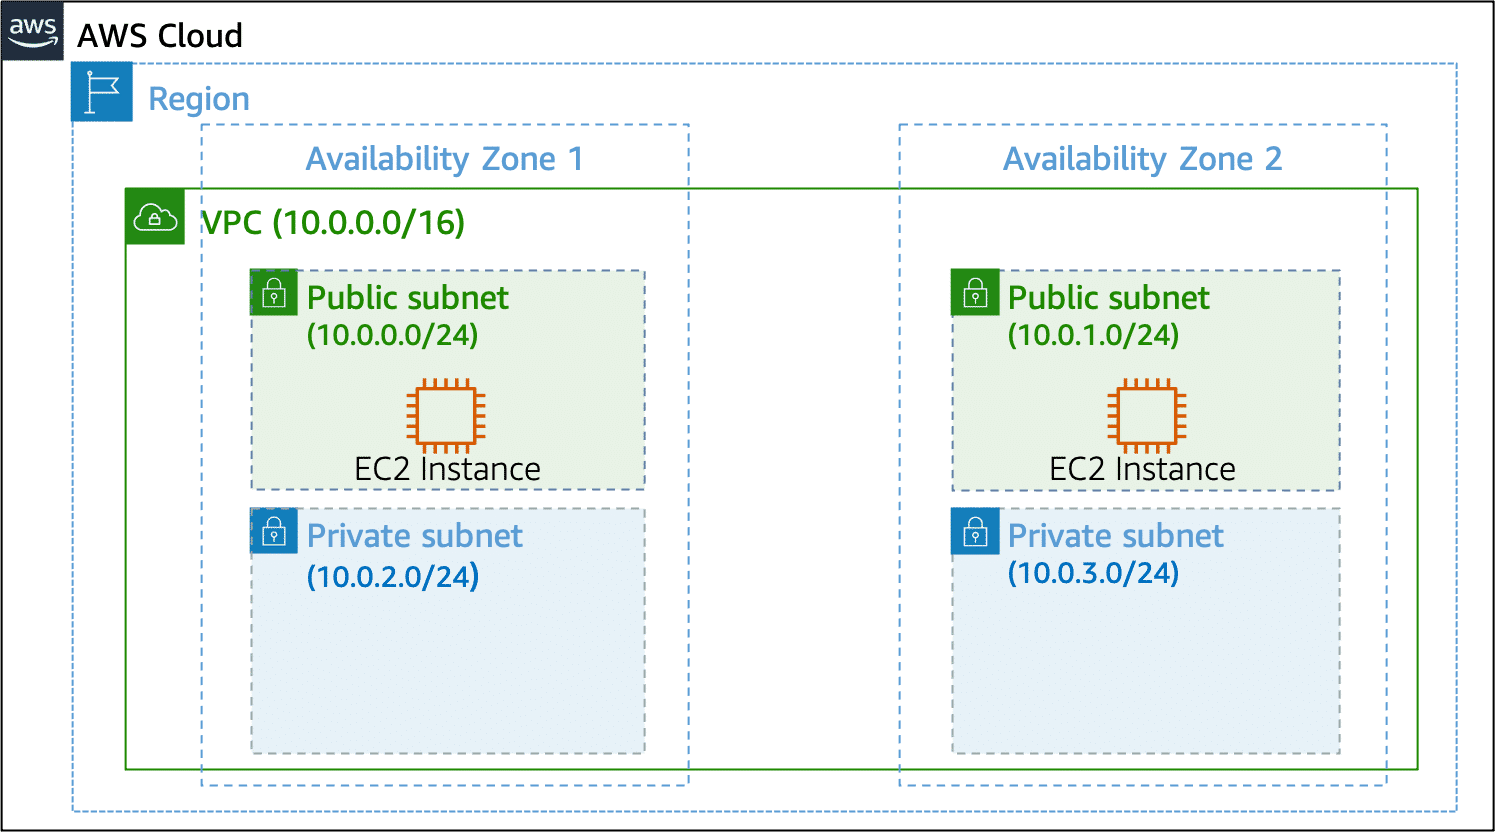 aws
AWS Cloud
Region
Availability Zone 1
Availability Zone 2
VPC (10.0.0.0/16)
Public subnet
(10.0.0.0/24)
EC2 Instance
Public subnet
(10.0.1.0/24)
EC2 Instance
Private subnet
(10.0.2.0/24)
Private subnet
(10.0.3.0/24)